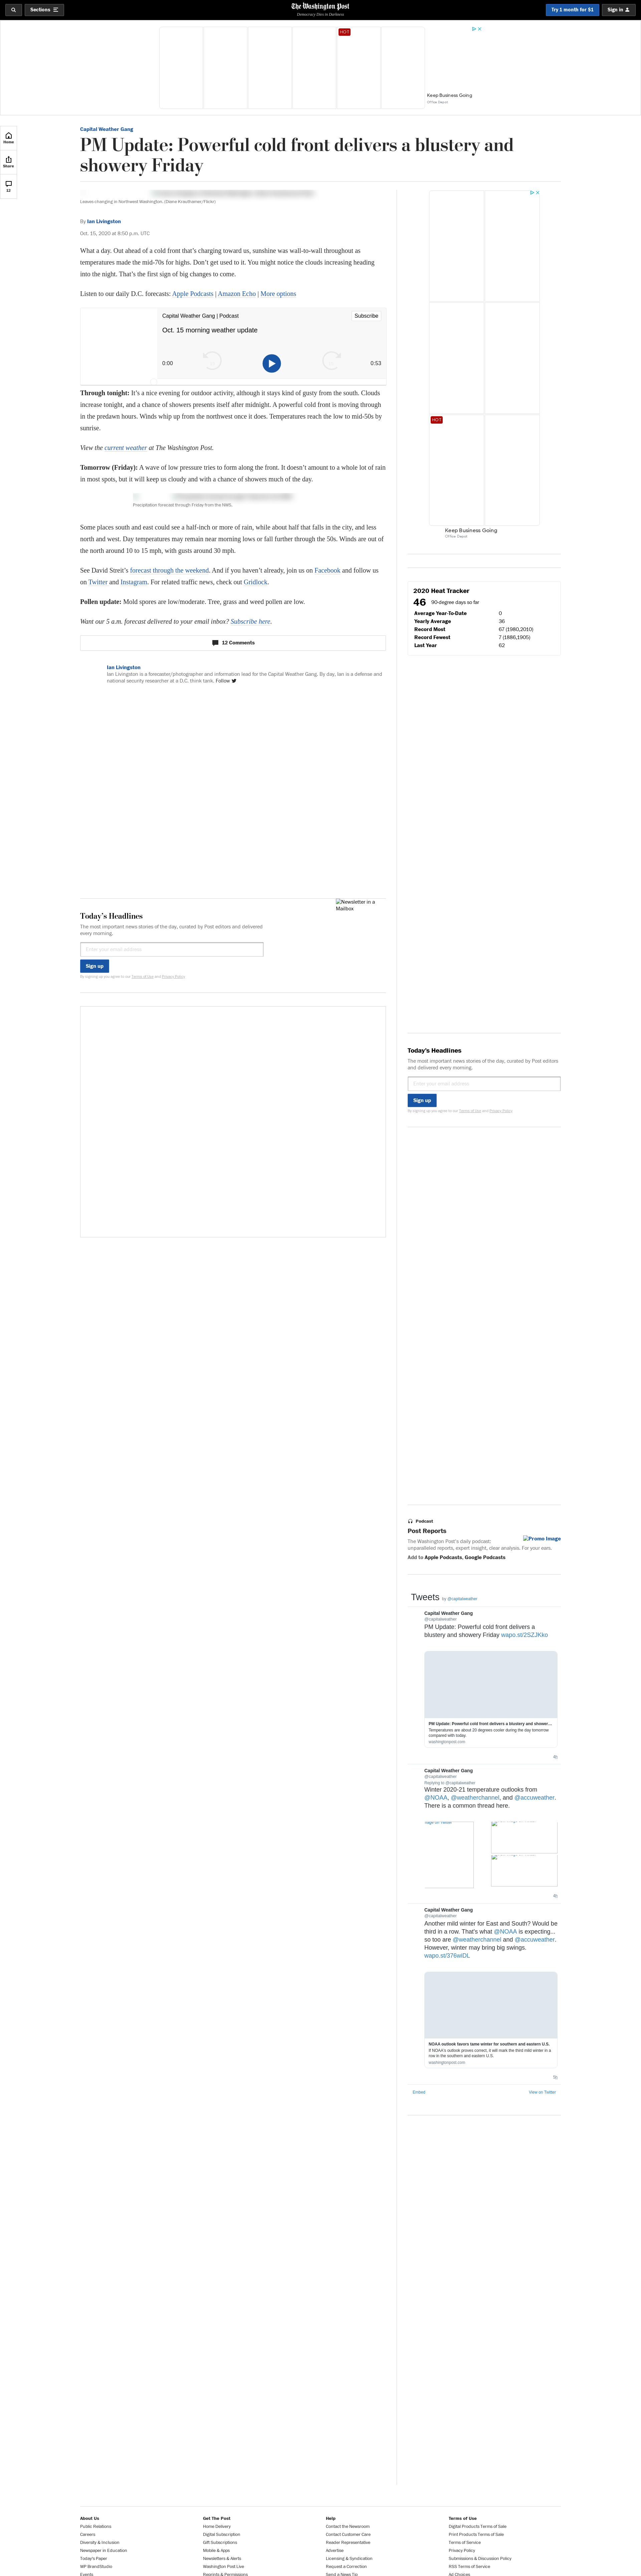 Sections
The Washington Post
Democracy Dies in Darkness
Try 1 month for $1
Sign in
HOT
Keep Business Going
Office Depot
Home
Share
12
Capital Weather Gang
PM Update: Powerful cold front delivers a blustery and
showery Friday
Leaves changing in Northwest Washington. (Diane Krauthamer/Flickr)
By Ian Livingston
Oct. 15, 2020 at 8:50 p.m. UTC
What a day. Out ahead of a cold front that’s charging toward us, sunshine was wall-to-wall throughout as
temperatures made the mid-70s for highs. Don’t get used to it. You might notice the clouds increasing heading
into the night. That’s the first sign of big changes to come.
Listen to our daily D.C. forecasts: Apple Podcasts | Amazon Echo | More options
Capital Weather Gang | Podcast
Subscribe
Oct. 15 morning weather update
0:00
0:53
Through tonight: It’s a nice evening for outdoor activity, although it stays kind of gusty from the south. Clouds
increase tonight, and a chance of showers presents itself after midnight. A powerful cold front is moving through
in the predawn hours. Winds whip up from the northwest once it does. Temperatures reach the low to mid-50s by
sunrise.
View the current weather at The Washington Post.
Tomorrow (Friday): A wave of low pressure tries to form along the front. It doesn’t amount to a whole lot of rain
in most spots, but it will keep us cloudy and with a chance of showers much of the day.
Precipitation forecast through Friday from the NWS.
Some places south and east could see a half-inch or more of rain, while about half that falls in the city, and less
north and west. Day temperatures may remain near morning lows or fall further through the 50s. Winds are out of
the north around 10 to 15 mph, with gusts around 30 mph.
See David Streit’s forecast through the weekend. And if you haven’t already, join us on Facebook and follow us
on Twitter and Instagram. For related traffic news, check out Gridlock.
Pollen update: Mold spores are low/moderate. Tree, grass and weed pollen are low.
Want our 5 a.m. forecast delivered to your email inbox? Subscribe here.
12 Comments
Ian Livingston
Ian Livingston is a forecaster/photographer and information lead for the Capital Weather Gang. By day, Ian is a defense and
national security researcher at a D.C. think tank. Follow
Newsletter in a
Mailbox
Today's Headlines
The most important news stories of the day, curated by Post editors and delivered
every morning.
Enter your email address
Sign up
By signing up you agree to our Terms of Use and Privacy Policy
HOT
Keep Business Going
Office Depot
2020 Heat Tracker
46 90-degree days so far
Average Year-To-Date 0
Yearly Average 36
Record Most 67 (1980,2010)
Record Fewest 7 (1886,1905)
Last Year 62
Today's Headlines
The most important news stories of the day, curated by Post editors
and delivered every morning.
Enter your email address
Sign up
By signing up you agree to our Terms of Use and Privacy Policy
Podcast
Post Reports
Promo Image
The Washington Post's daily podcast:
unparalleled reports, expert insight, clear analysis. For your ears.
Add to Apple Podcasts, Google Podcasts
Tweets by @capitalweather
Capital Weather Gang
@capitalweather
PM Update: Powerful cold front delivers a
blustery and showery Friday wapo.st/2SZJKko
PM Update: Powerful cold front delivers a blustery and shower…
Temperatures are about 20 degrees cooler during the day tomorrow
compared with today.
washingtonpost.com
Capital Weather Gang
@capitalweather
Replying to @capitalweather
Winter 2020-21 temperature outlooks from
@NOAA, @weatherchannel, and @accuweather.
There is a common thread here.
Capital Weather Gang
@capitalweather
Another mild winter for East and South? Would be
third in a row. That's what @NOAA is expecting...
so too are @weatherchannel and @accuweather.
However, winter may bring big swings.
wapo.st/376wiDL
NOAA outlook favors tame winter for southern and eastern U.S.
If NOAA's outlook proves correct, it will mark the third mild winter in a
row in the southern and eastern U.S.
washingtonpost.com
Embed
View on Twitter
About Us
Public Relations
Careers
Diversity & Inclusion
Newspaper in Education
Today's Paper
WP BrandStudio
Events
Get The Post
Home Delivery
Digital Subscription
Gift Subscriptions
Mobile & Apps
Newsletters & Alerts
Washington Post Live
Reprints & Permissions
Help
Contact the Newsroom
Contact Customer Care
Reader Representative
Advertise
Licensing & Syndication
Request a Correction
Send a News Tip
Terms of Use
Digital Products Terms of Sale
Print Products Terms of Sale
Terms of Service
Privacy Policy
Submissions & Discussion Policy
RSS Terms of Service
Ad Choices